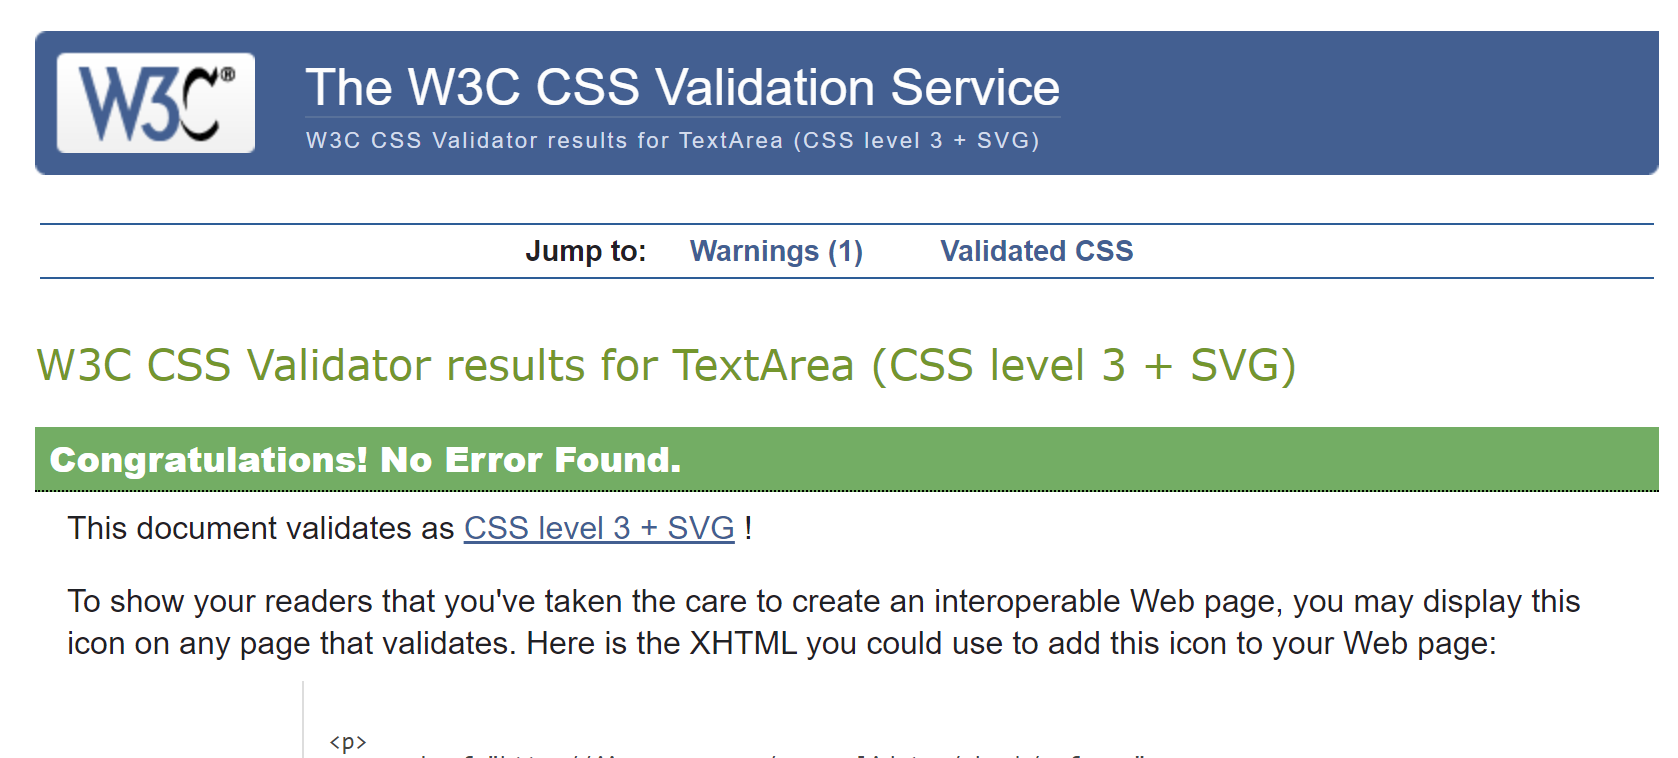 W3C®
The W3C CSS Validation Service
W3C CSS Validator results for TextArea (CSS level 3 + SVG)
Jump to: Warnings (1) Validated CSS
W3C CSS Validator results for TextArea (CSS level 3 + SVG)
Congratulations! No Error Found.
This document validates as CSS level 3 + SVG !
To show your readers that you've taken the care to create an interoperable Web page, you may display this
icon on any page that validates. Here is the XHTML you could use to add this icon to your Web page:
<p>